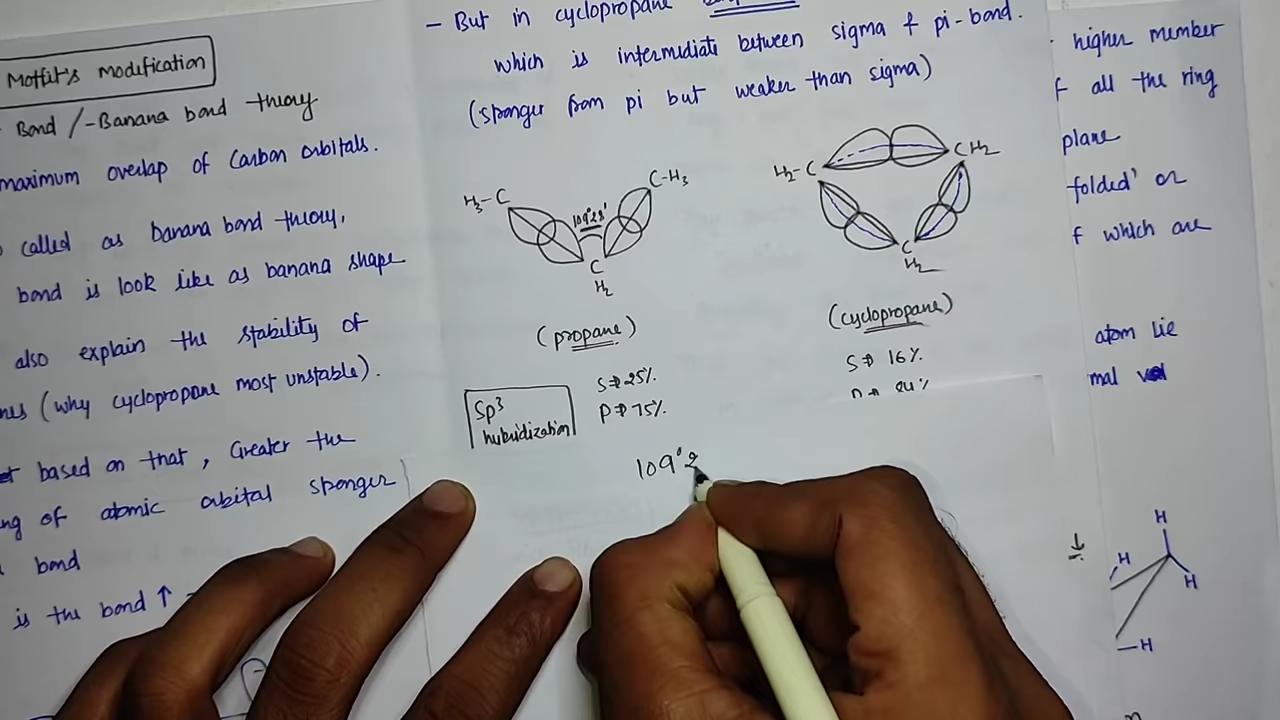 Moffit's modification
Bond /-Banana bond theory
maximum overlap of Carbon orbitals.
called as banana bond theory.
bond is look like as banana shape
also explain the stability of
(why cyclopropane most unstable).
based on that, Greater the
of atomic orbital sponger
bond
is the bond ↑
- But in cyclopropane
which is intermediate between sigma & pi-bond.
(sponger from pi but weaker than sigma)
H₃-C
C-H₃
109°28'
C
H₂
(propane)
Sp³
hybridization
S⇒25%.
P⇒75%.
109°2
H₂-C
CH₂
C
H₂
(cyclopropane)
S⇒16%.
higher member
all the ring
plane
folded' or
which are
atom lie
H
H
H
-H